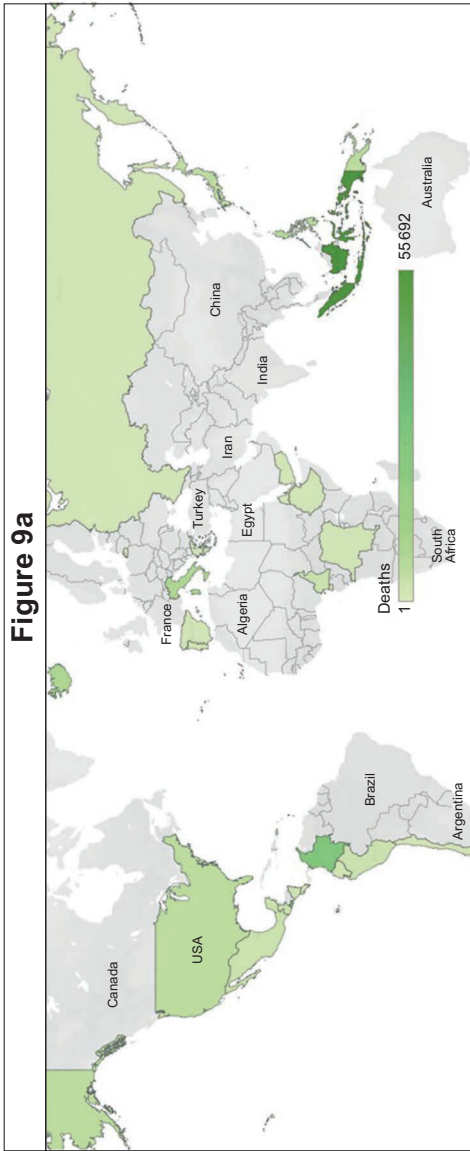 Figure 9a
Canada
USA
Brazil
Argentina
France
Turkey
Algeria
Egypt
Iran
India
China
South
Africa
Australia
Deaths
1
55692